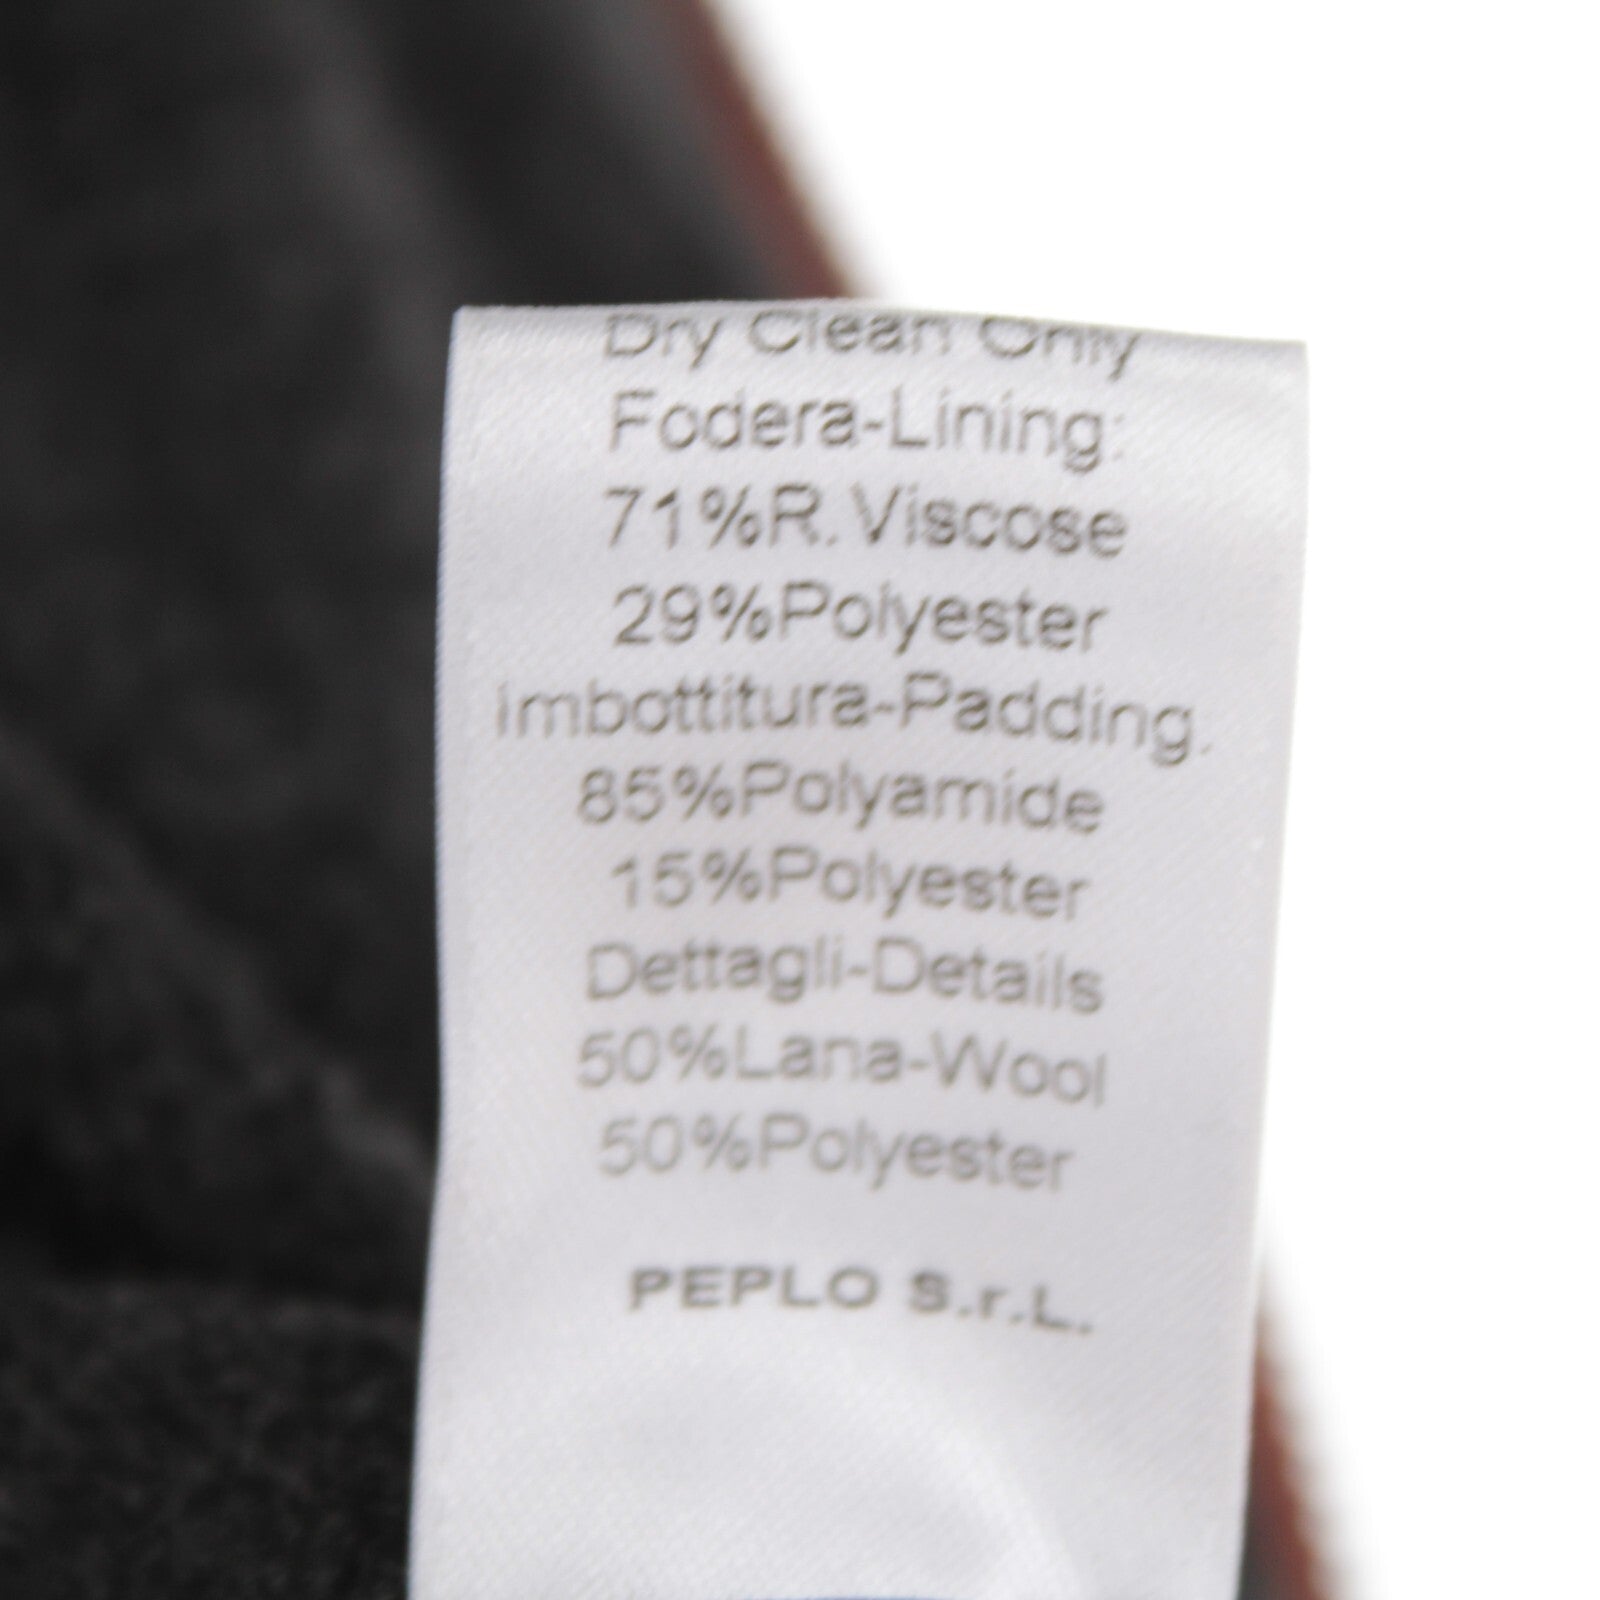 Dry Clean Only
Fodera-Lining:
71%R.Viscose
29%Polyester
imbottitura-Padding.
85%Polyamide
15%Polyester
Dettagli-Details
50%Lana-Wool
50%Polyester
PEPLO S.r.L.